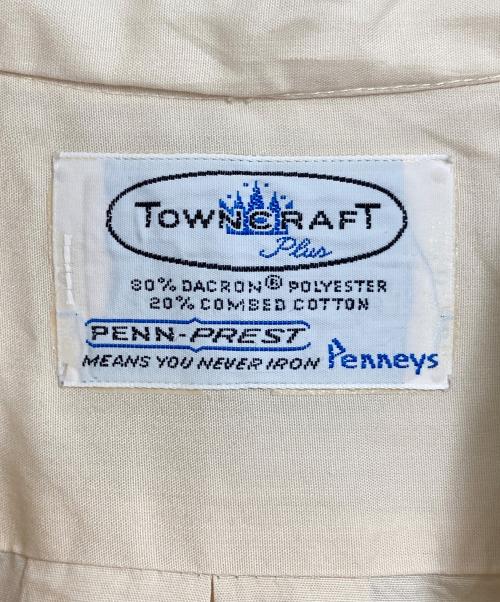 TOWNCRAFT
Plus
80% DACRON® POLYESTER
20% COMBED COTTON
PENN-PREST
MEANS YOU NEVER IRON Penneys